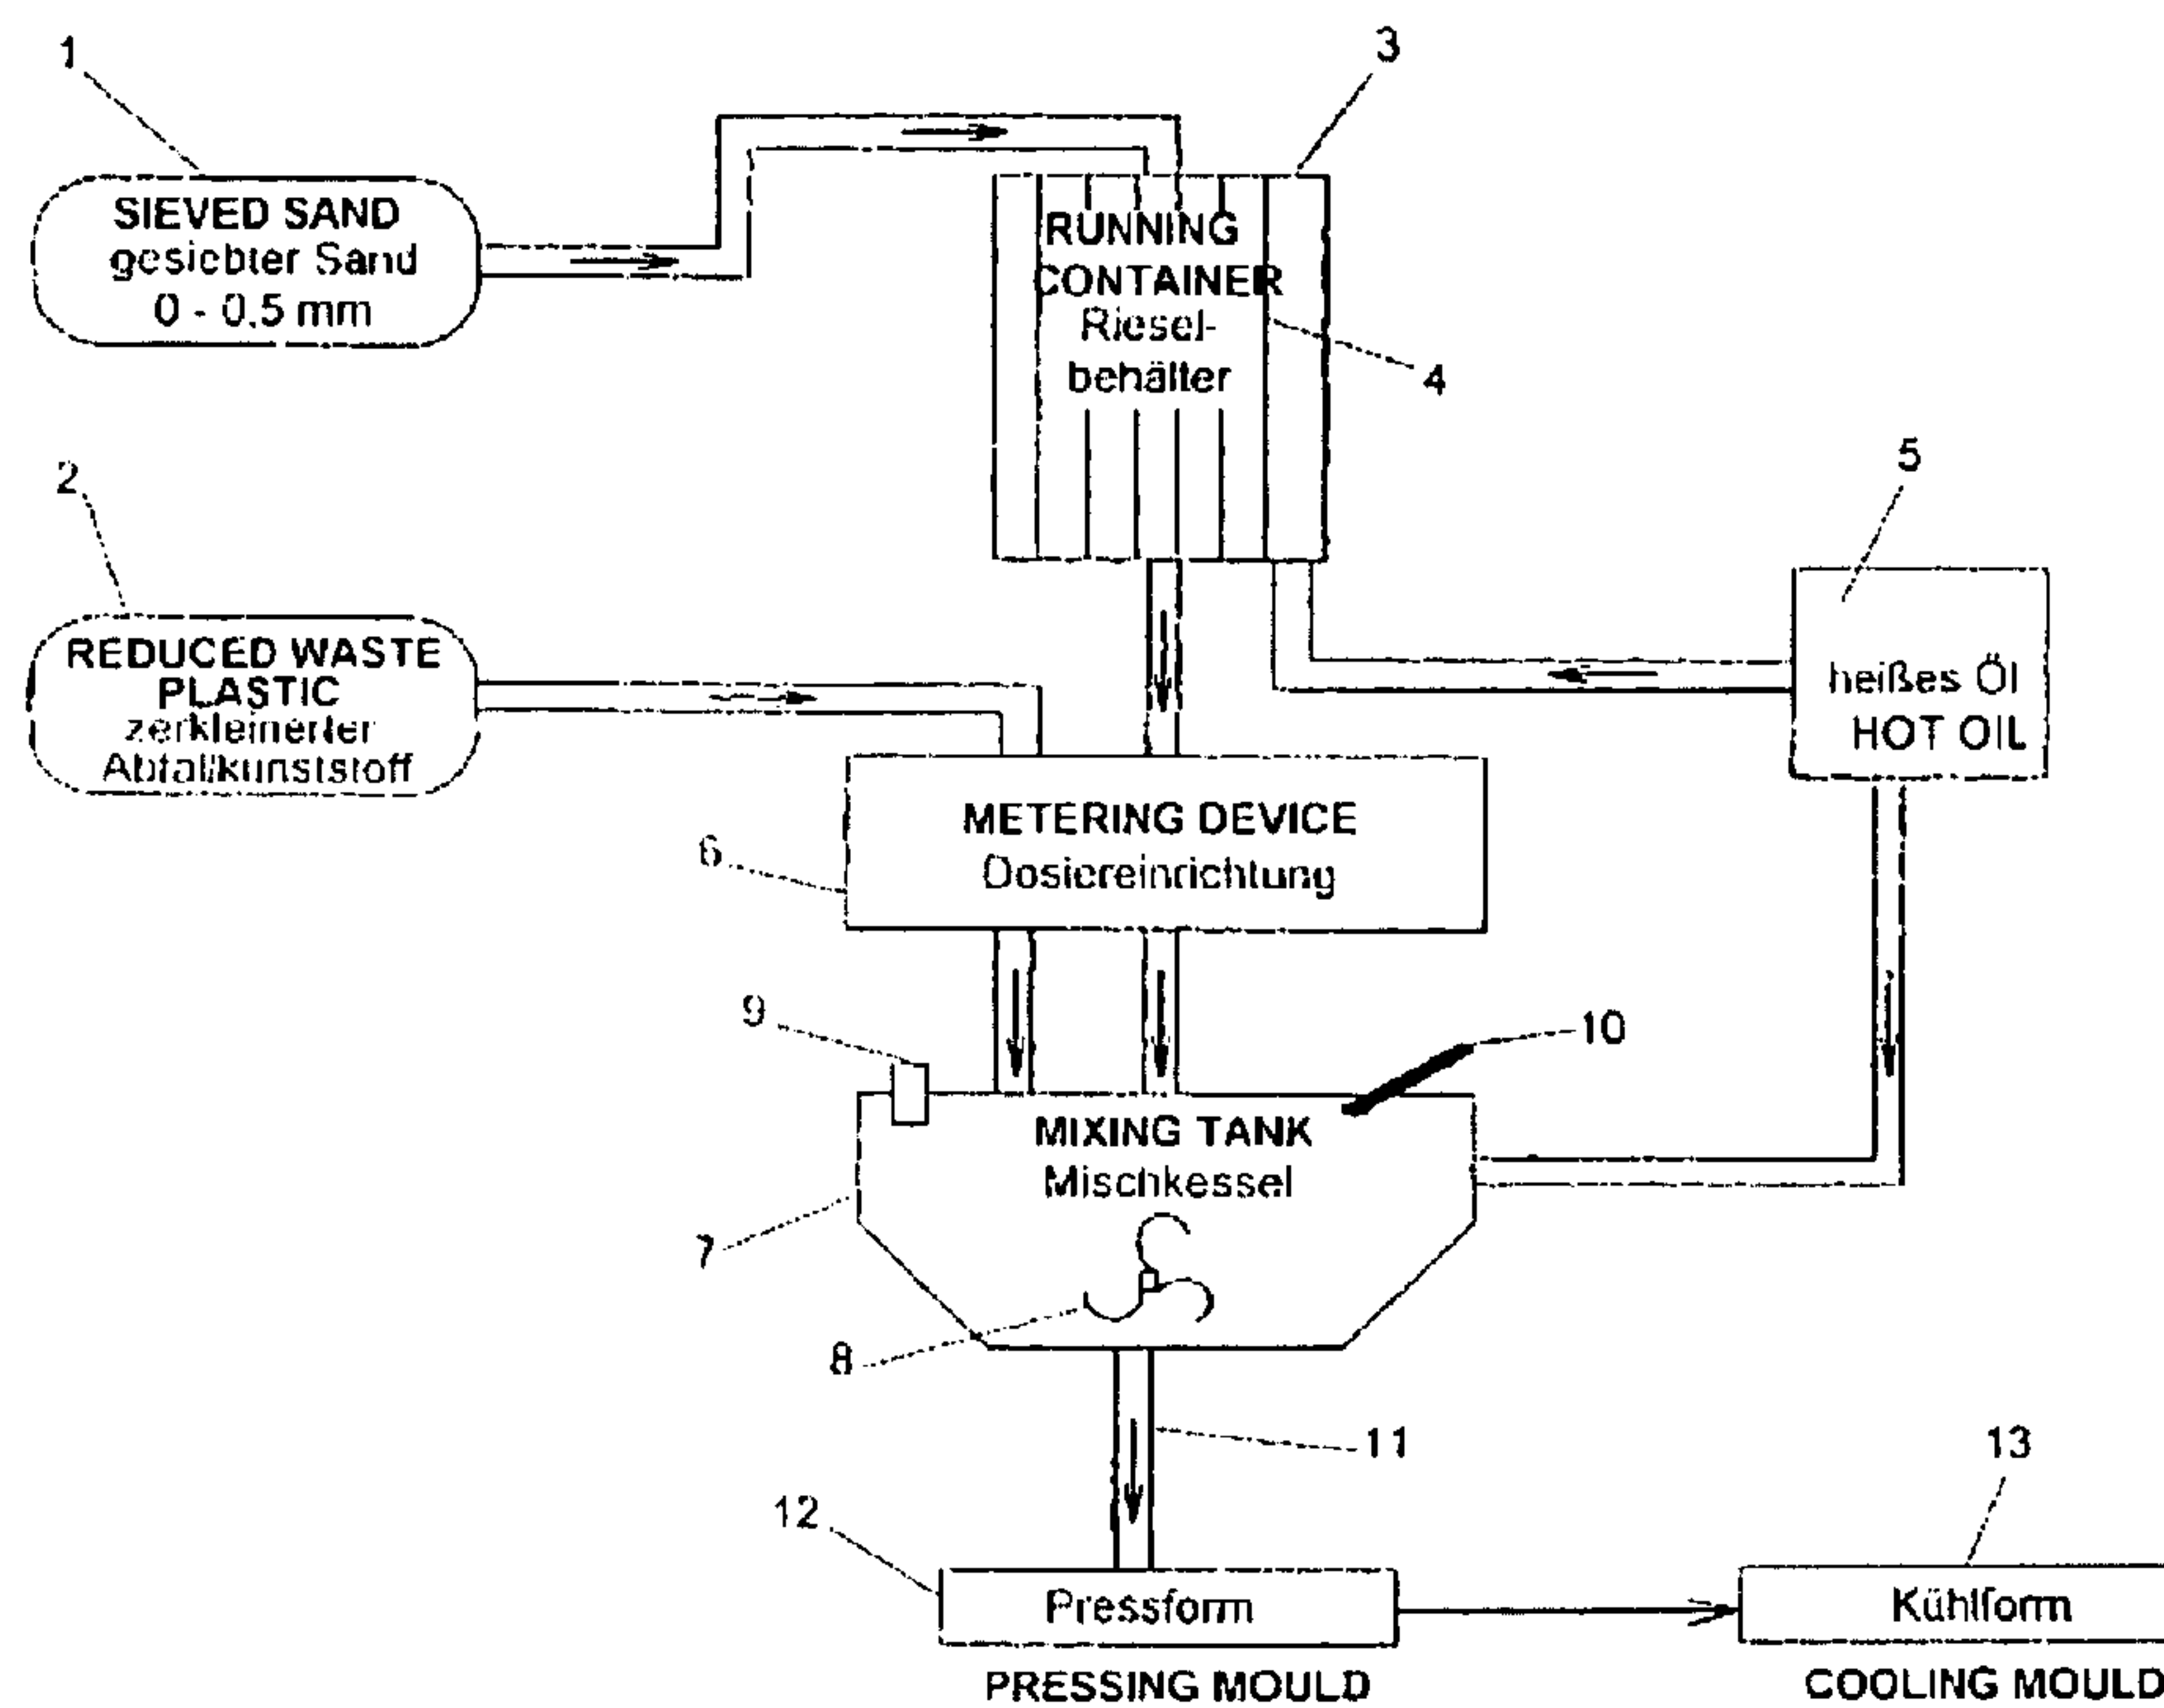 1
3
SIEVED SAND
gesiebter Sand
0 - 0,5 mm
RUNNING
CONTAINER
Riesel-
behälter
4
2
5
REDUCED WASTE
PLASTIC
zerkleinerter
Abfallkunststoff
heißes Öl
HOT OIL
METERING DEVICE
6
Dosiereinrichtung
9
10
MIXING TANK
Mischkessel
7
8
11
13
12
Pressform
Kühlform
PRESSING MOULD
COOLING MOULD